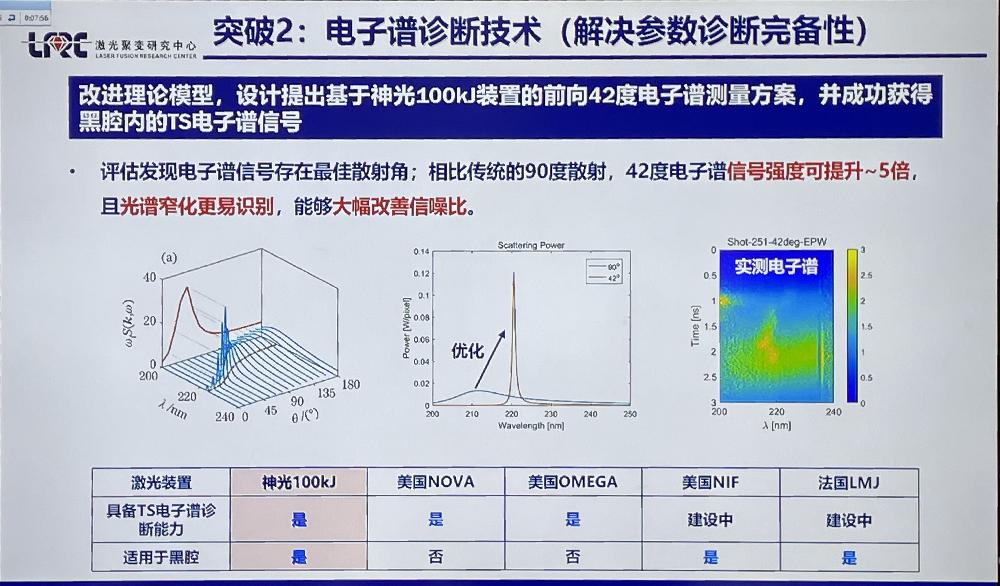 0:07:56
LFRC 激光聚变研究中心
LASER FUSION RESEARCH CENTER
突破2：电子谱诊断技术（解决参数诊断完备性）
改进理论模型，设计提出基于神光100kJ装置的前向42度电子谱测量方案，并成功获得
黑腔内的TS电子谱信号
• 评估发现电子谱信号存在最佳散射角；相比传统的90度散射，42度电子谱信号强度可提升~5倍，
且光谱窄化更易识别，能够大幅改善信噪比。
(a)
40
20
0
ωS(k,ω)
200
220
240
λ/nm
0
45
90
135
180
θ/(°)
Scattering Power
0.14
0.12
0.1
0.08
0.06
0.04
0.02
0
Power [W/pixel]
90°
42°
优化
200 210 220 230 240 250
Wavelength [nm]
Shot-251-42deg-EPW
实测电子谱
0
0.5
1
1.5
2
2.5
3
Time [ns]
200 220 240
λ [nm]
3
2.5
2
1.5
1
0.5
0
激光装置 神光100kJ 美国NOVA 美国OMEGA 美国NIF 法国LMJ
具备TS电子谱诊
断能力 是 是 是 建设中 建设中
适用于黑腔 是 否 否 是 是